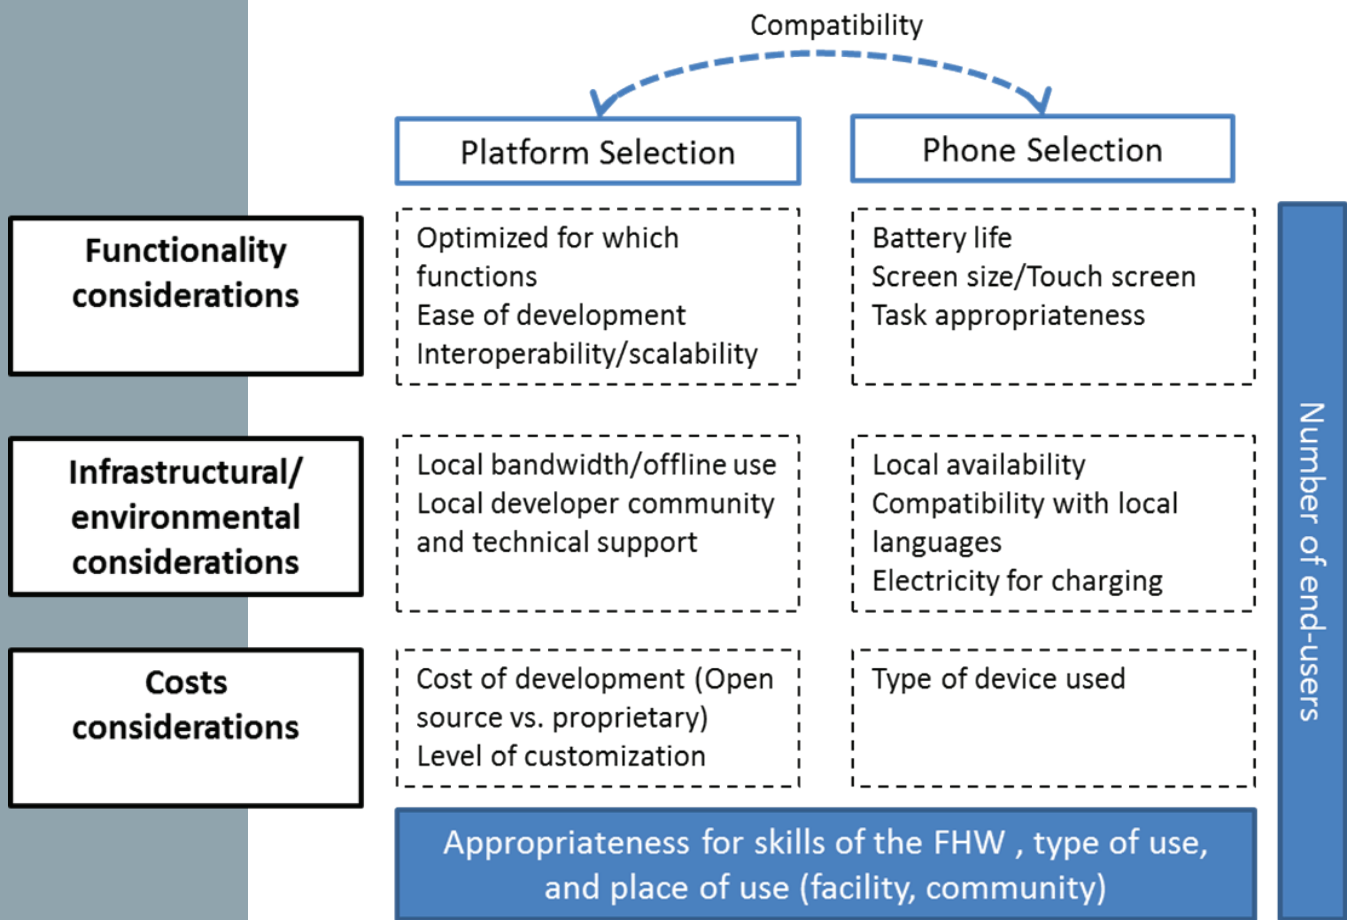 Compatibility
Platform Selection
Phone Selection
Functionality
considerations
Optimized for which
functions
Ease of development
Interoperability/scalability
Battery life
Screen size/Touch screen
Task appropriateness
Infrastructural/
environmental
considerations
Local bandwidth/offline use
Local developer community
and technical support
Local availability
Compatibility with local
languages
Electricity for charging
Costs
considerations
Cost of development (Open
source vs. proprietary)
Level of customization
Type of device used
Number of end-users
Appropriateness for skills of the FHW , type of use,
and place of use (facility, community)